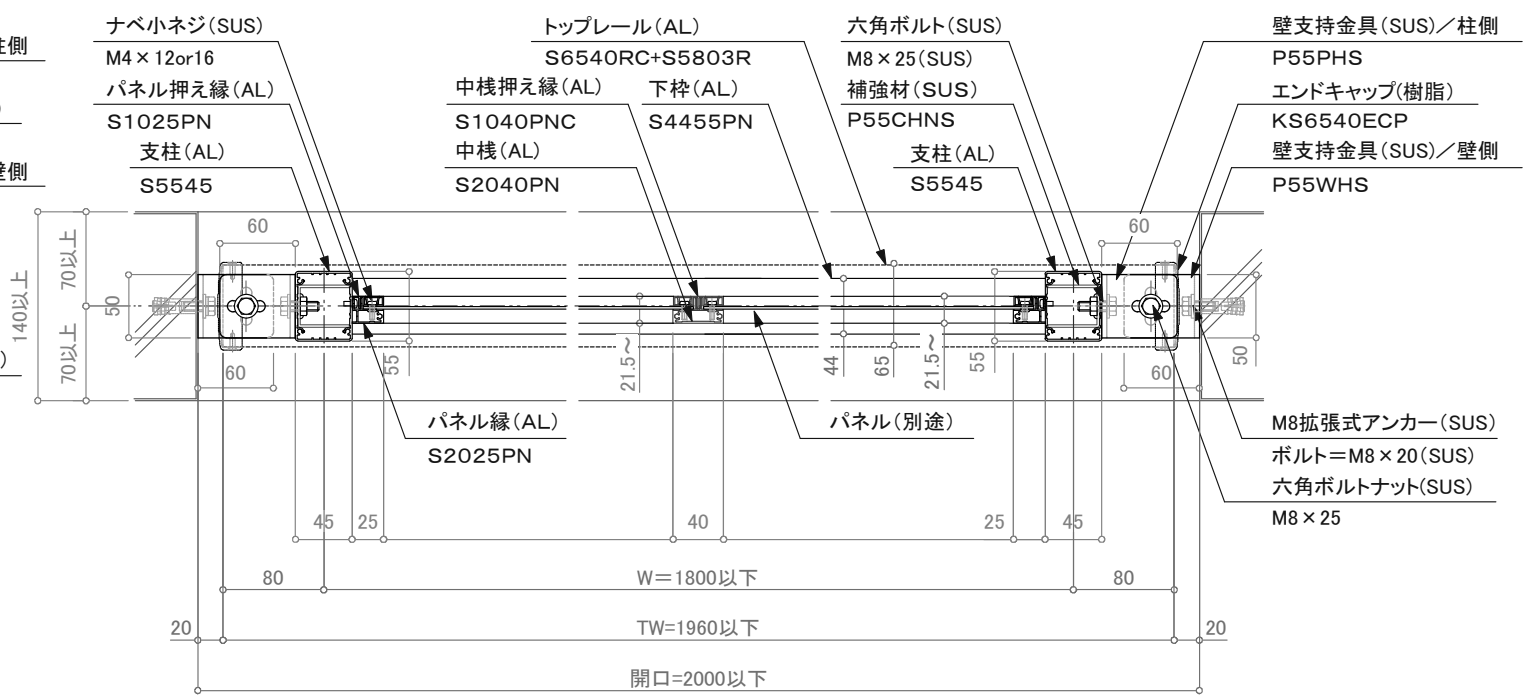 柱側
)
壁側
)
ナベ小ネジ(SUS)
M4×12or16
パネル押え縁(AL)
S1025PN
支柱(AL)
S5545
トップレール(AL)
S6540RC+S5803R
中桟押え縁(AL)
S1040PNC
中桟(AL)
S2040PN
下枠(AL)
S4455PN
六角ボルト(SUS)
M8×25(SUS)
補強材(SUS)
P55CHNS
支柱(AL)
S5545
壁支持金具(SUS)/柱側
P55PHS
エンドキャップ(樹脂)
KS6540ECP
壁支持金具(SUS)/壁側
P55WHS
60
60
140以上
70以上
70以上
50
60
55
21.5~
44
65
21.5~
55
60
50
パネル縁(AL)
S2025PN
パネル(別途)
M8拡張式アンカー(SUS)
ボルト=M8×20(SUS)
六角ボルトナット(SUS)
M8×25
45
25
40
25
45
80
W=1800以下
80
20
TW=1960以下
20
開口=2000以下